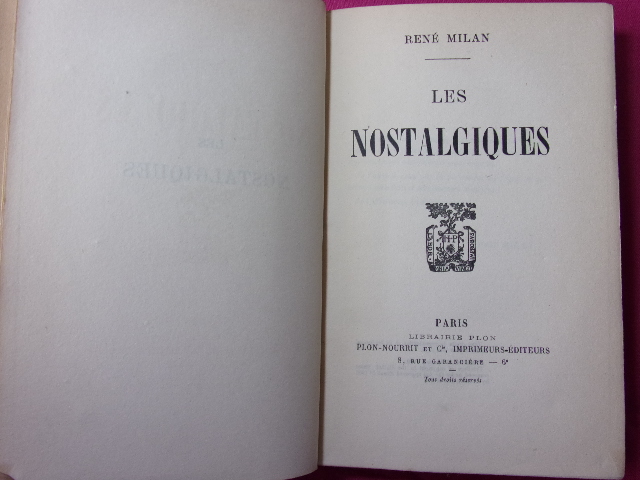 RENÉ MILAN
LES
NOSTALGIQUES
PARIS
LIBRAIRIE PLON
PLON-NOURRIT ET Cie, IMPRIMEURS-ÉDITEURS
8, RUE GARANCIÈRE — 6e
Tous droits réservés